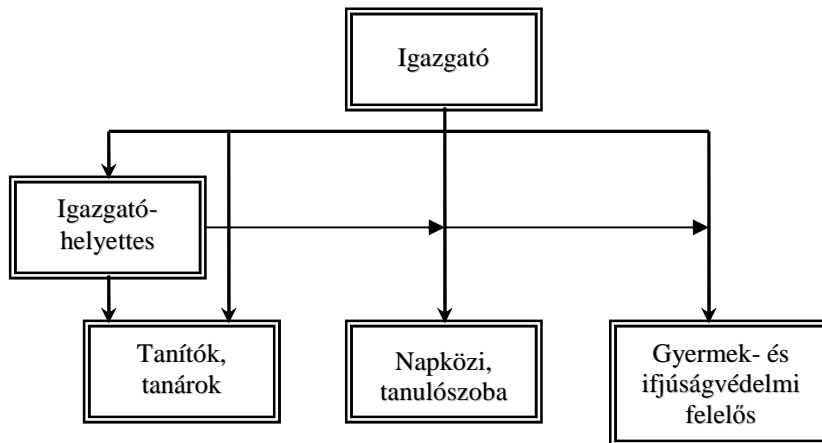 Igazgató
Igazgató-
helyettes
Tanítók,
tanárok
Napközi,
tanulószoba
Gyermek- és
ifjúságvédelmi
felelős